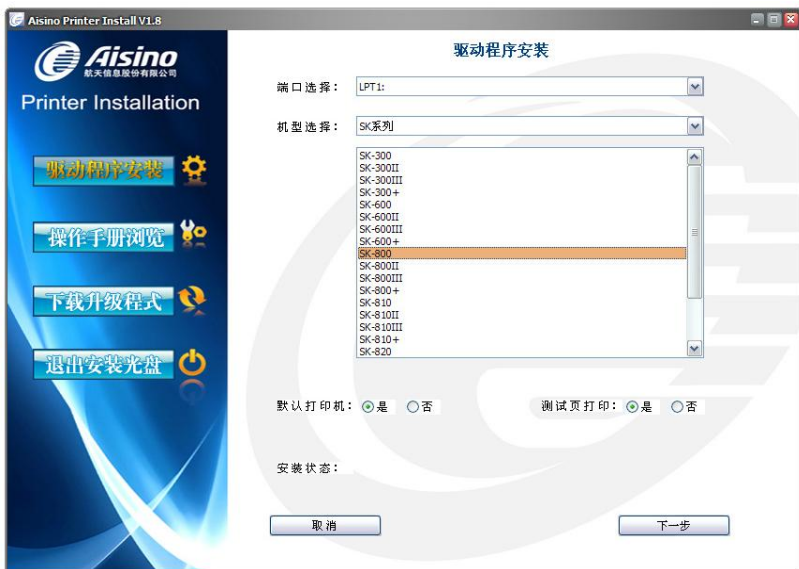 Aisino Printer Install V1.8
Aisino
航天信息股份有限公司
Printer Installation
驱动程序安装
操作手册浏览
下载升级程式
退出安装光盘
驱动程序安装
端口选择: LPT1:
机型选择: SK系列
SK-300
SK-300II
SK-300III
SK-300+
SK-600
SK-600II
SK-600III
SK-600+
SK-800
SK-800II
SK-800III
SK-800+
SK-810
SK-810II
SK-810III
SK-810+
SK-820
默认打印机: 是 否 测试页打印: 是 否
安装状态:
取消 下一步